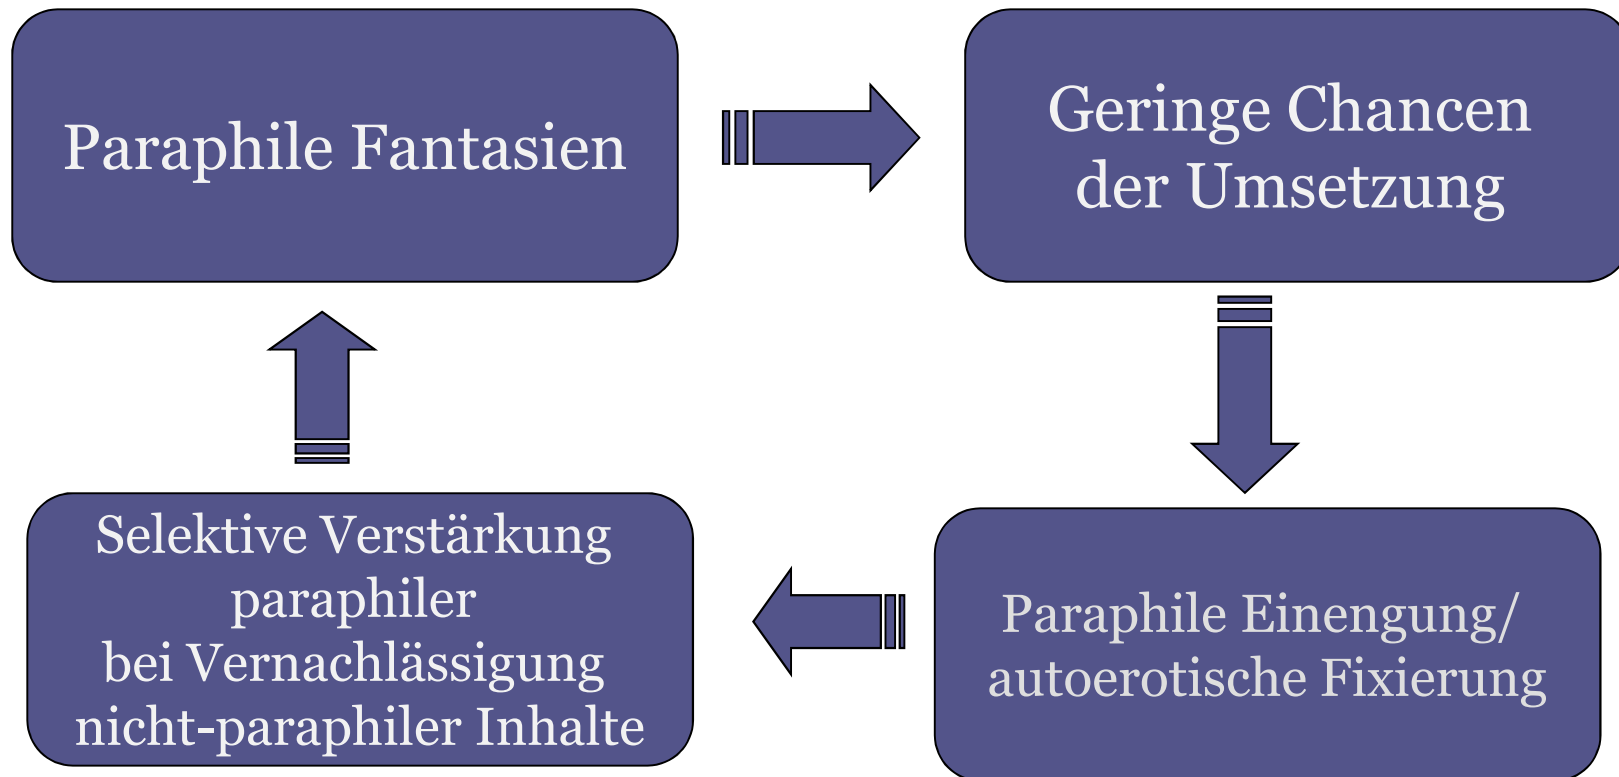 Paraphile Fantasien
Geringe Chancen
der Umsetzung
Selektive Verstärkung
paraphiler
bei Vernachlässigung
nicht-paraphiler Inhalte
Paraphile Einengung/
autoerotische Fixierung